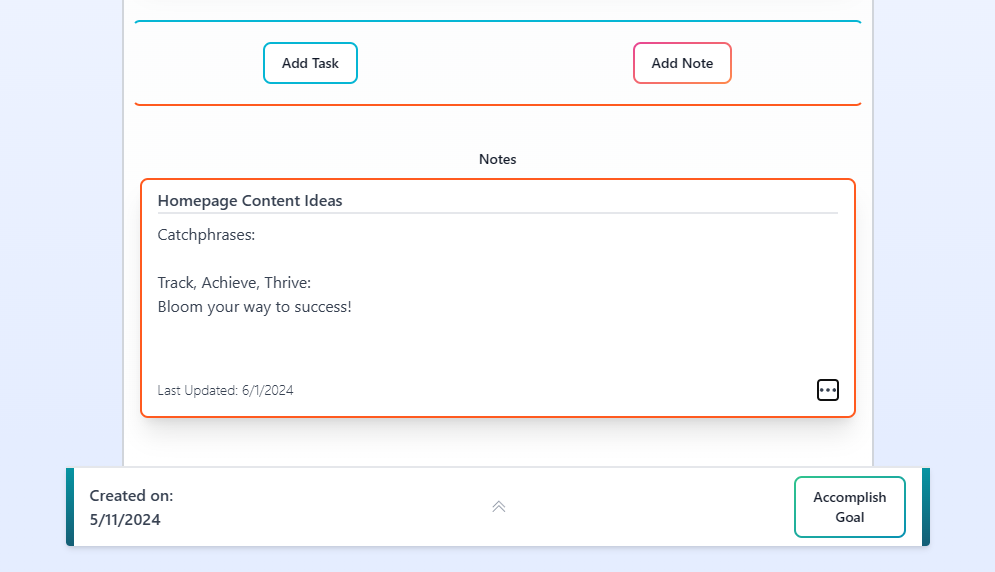 Add Task
Add Note
Notes
Homepage Content Ideas
Catchphrases:
Track, Achieve, Thrive:
Bloom your way to success!
Last Updated: 6/1/2024
Created on:
5/11/2024
Accomplish
Goal